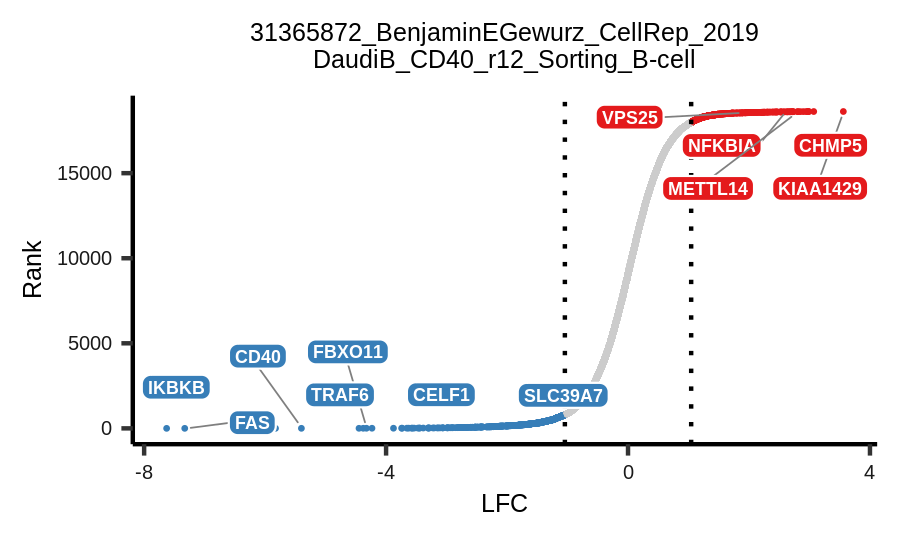 31365872_BenjaminEGewurz_CellRep_2019
DaudiB_CD40_r12_Sorting_B-cell
VPS25
NFKBIA
CHMP5
METTL14
KIAA1429
15000
10000
5000
0
Rank
FBXO11
CD40
IKBKB
TRAF6
CELF1
SLC39A7
FAS
-8
-4
0
4
LFC